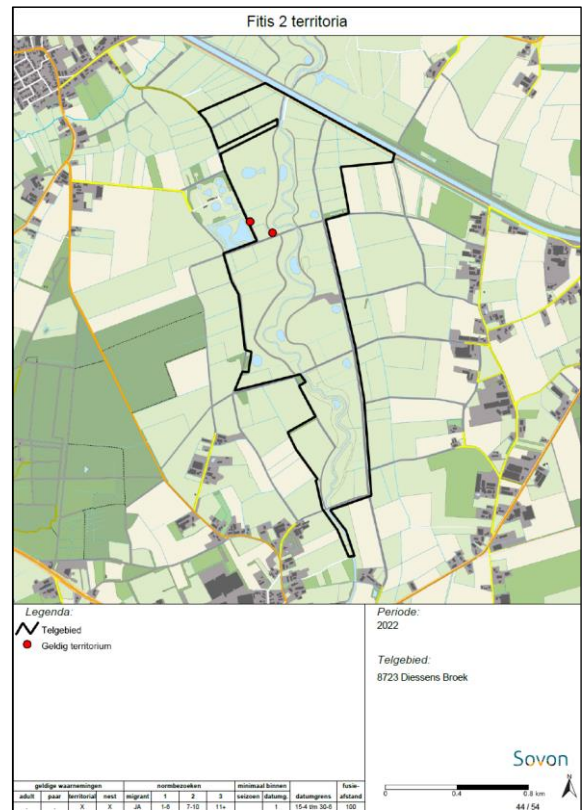 Fitis 2 territoria
Legenda:
Telgebied
Geldig territorium
Periode:
2022
Telgebied:
8723 Diessens Broek
Sovon
0 0.4 0.8 km
44 / 54
geldige waarnemingen normbezoeken minimaal binnen fusie-
adult paar territorial nest migrant 1 2 3 seizoen datumg. datumgrens afstand
. . X X JA 1-6 7-10 11+ 1 15-4 t/m 30-6 100